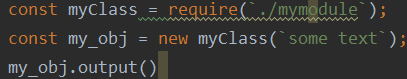 const myClass = require(`./mymodule`);
const my_obj = new myClass(`some text`);
my_obj.output()